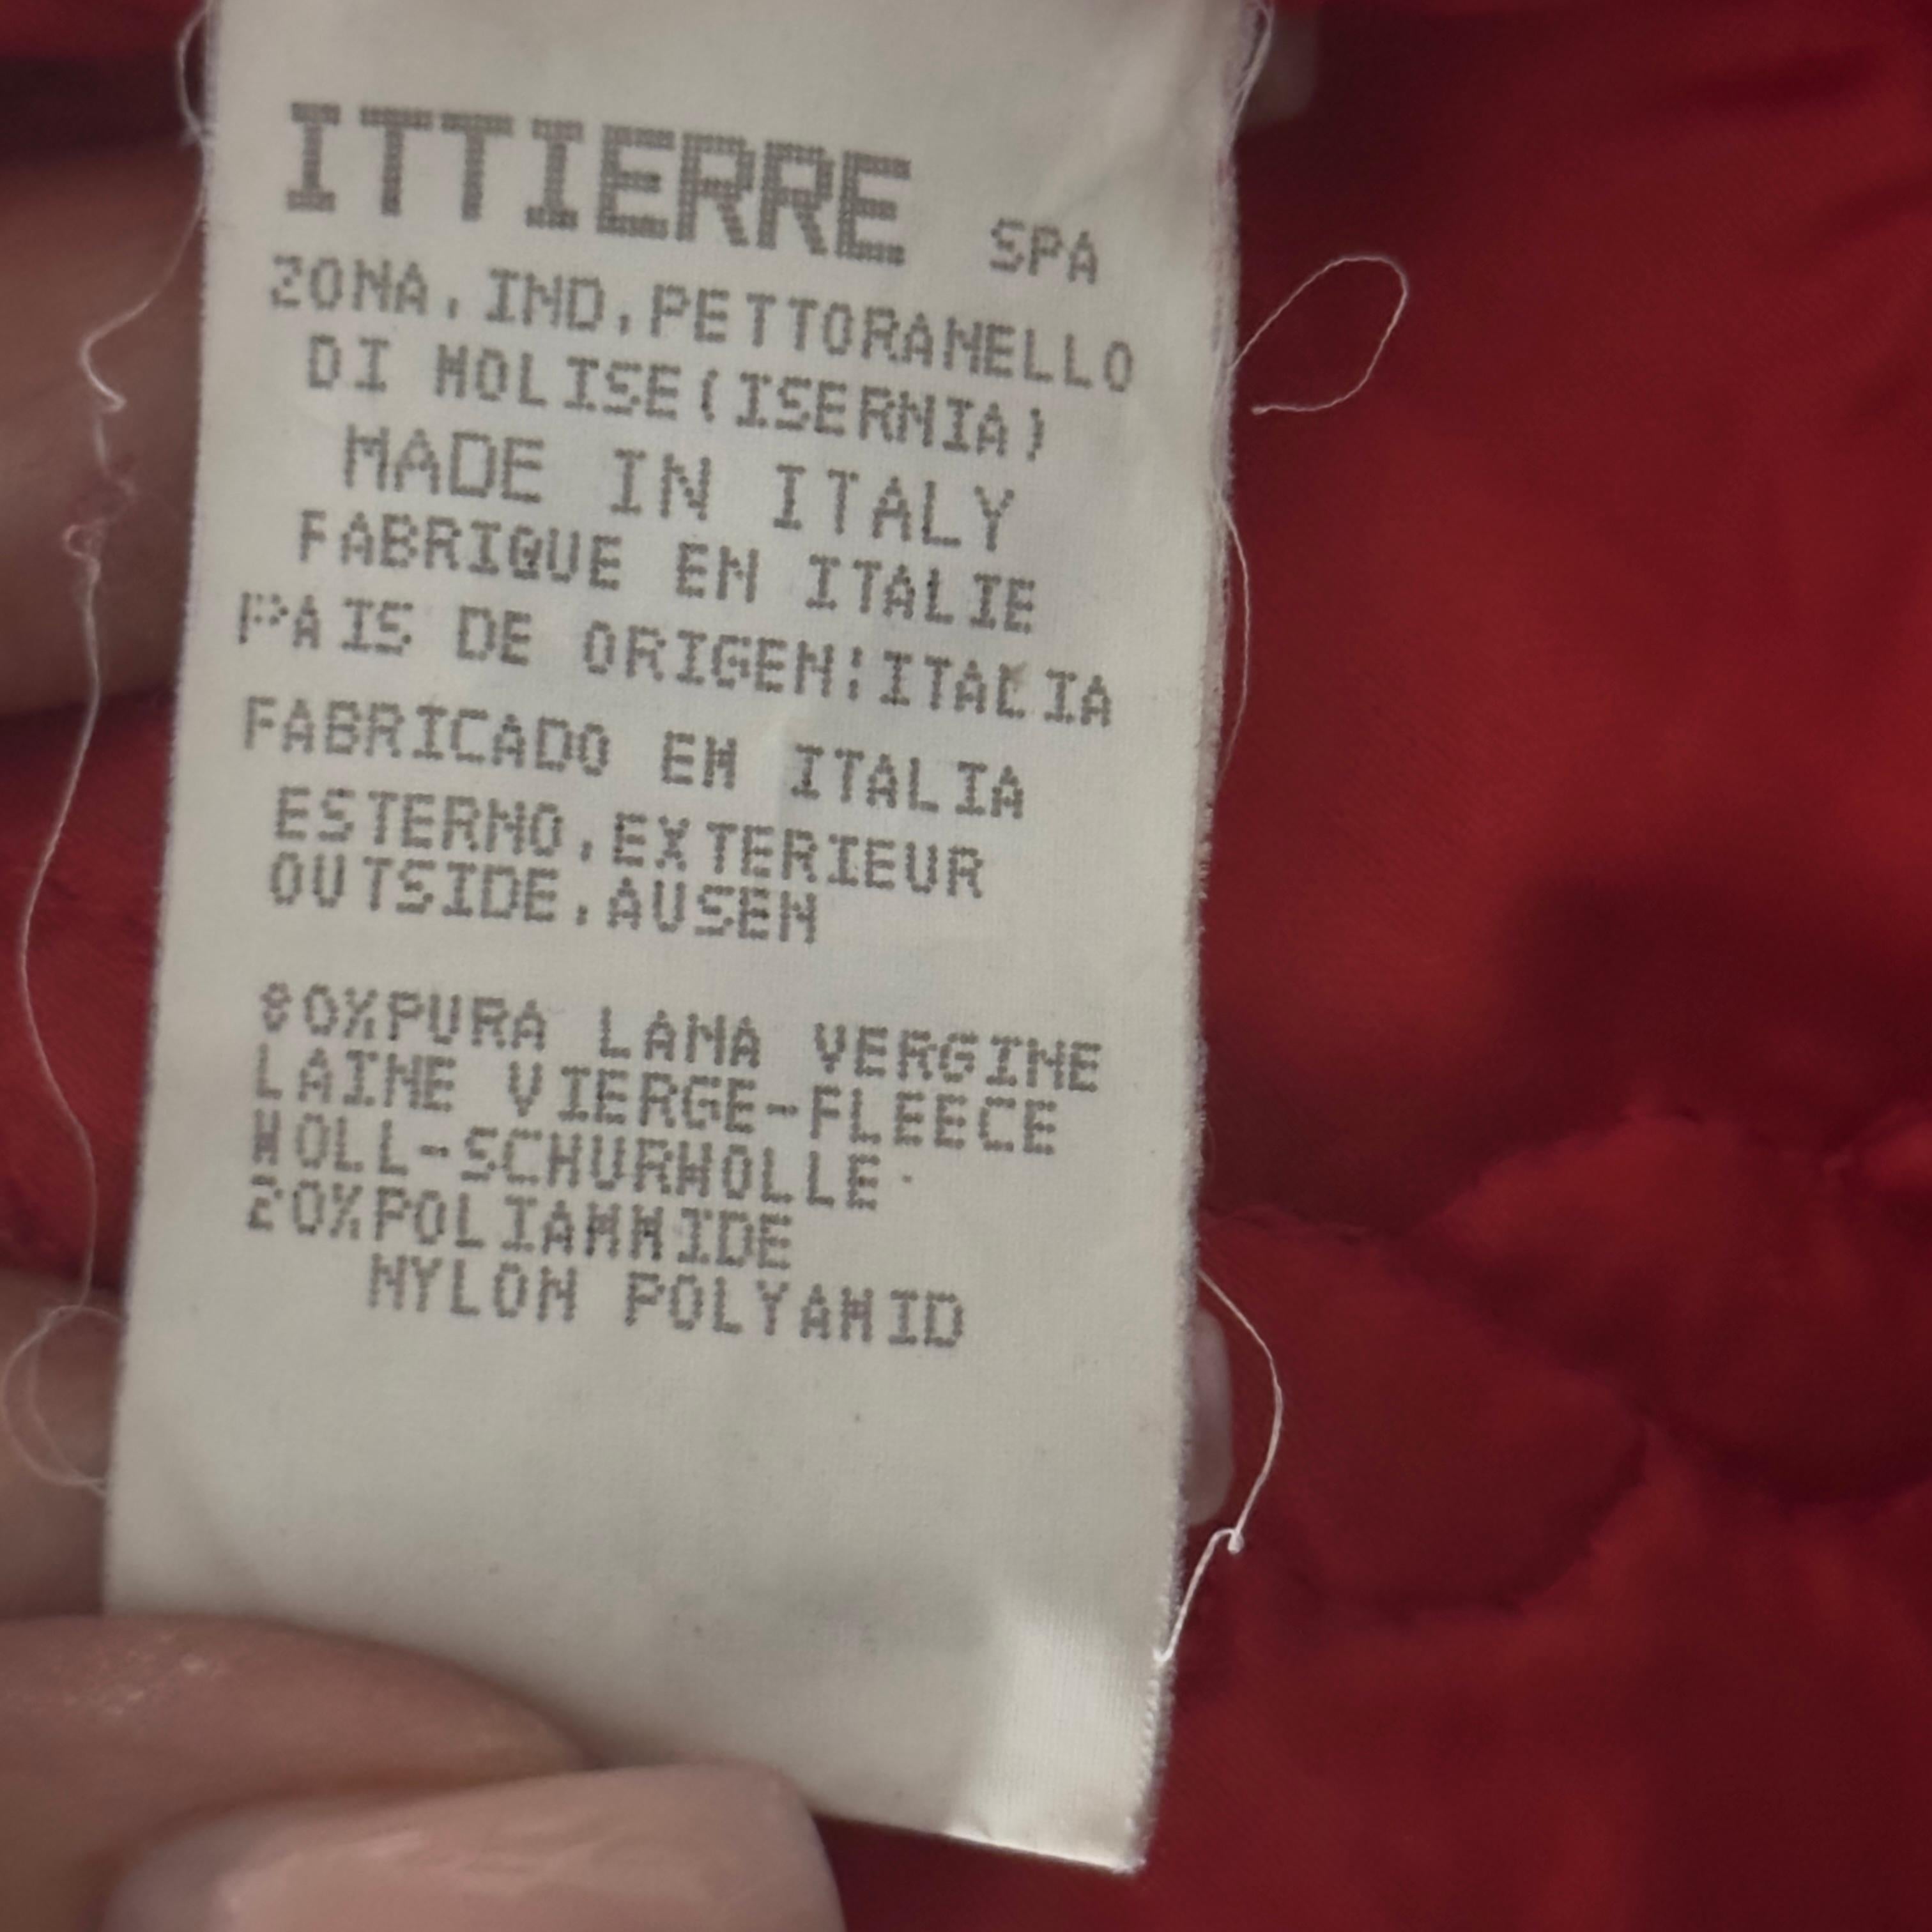 ITTIERRE SPA
ZONA.IND.PETTORANELLO
DI MOLISE(ISERNIA)
MADE IN ITALY
FABRIQUE EN ITALIE
PAIS DE ORIGEN:ITALIA
FABRICADO EN ITALIA
ESTERNO.EXTERIEUR
OUTSIDE.AUSEN
80%PURA LANA VERGINE
LAINE VIERGE-FLEECE
WOLL-SCHURWOLLE
20%POLIAMMIDE
NYLON POLYAMID